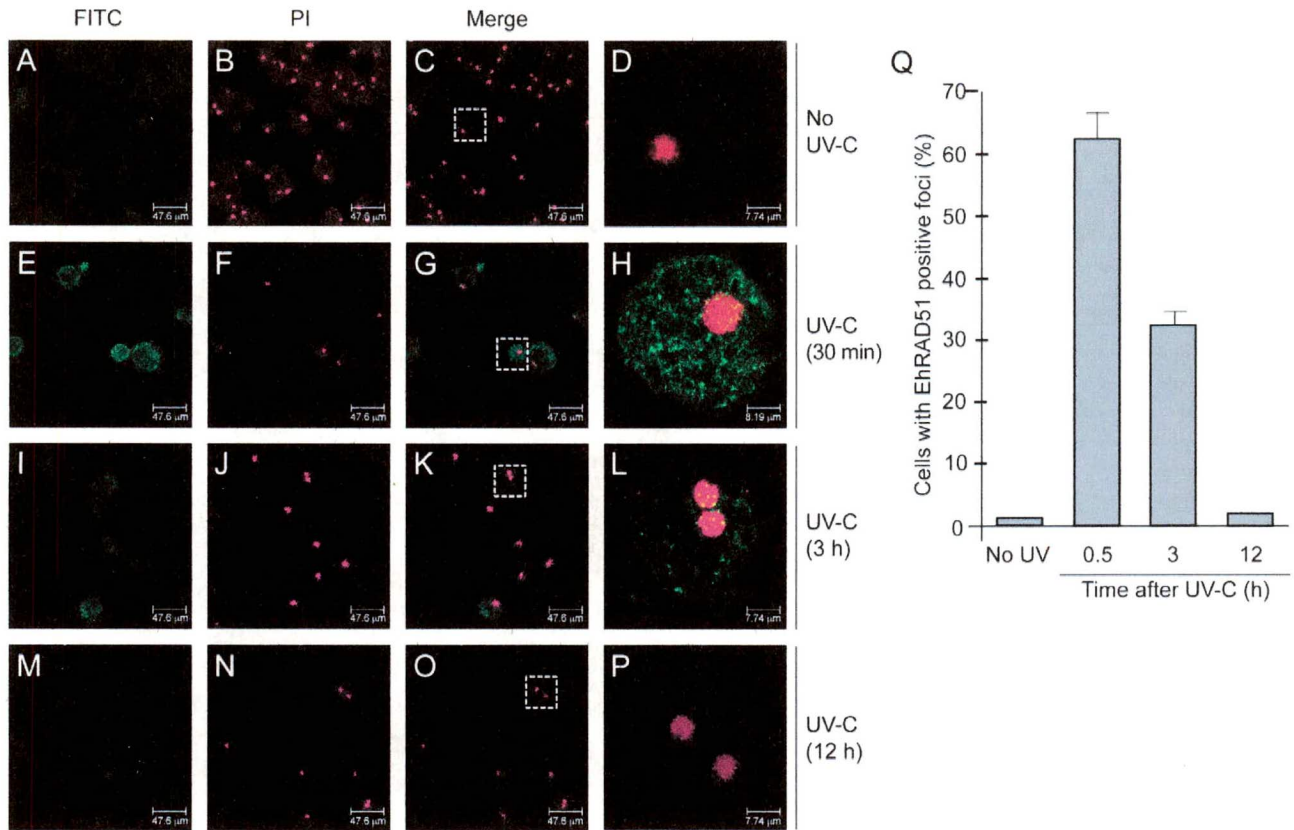 FITC PI Merge
A B C D
47.6 µm 47.6 µm 47.6 µm 7.74 µm
No
UV-C
E F G H
47.6 µm 47.6 µm 47.6 µm 8.19 µm
UV-C
(30 min)
I J K L
47.6 µm 47.6 µm 47.6 µm 7.74 µm
UV-C
(3 h)
M N O P
47.6 µm 47.6 µm 47.6 µm 7.74 µm
UV-C
(12 h)
Q
Cells with EhRAD51 positive foci (%)
70
60
50
40
30
20
10
0
No UV 0.5 3 12
Time after UV-C (h)